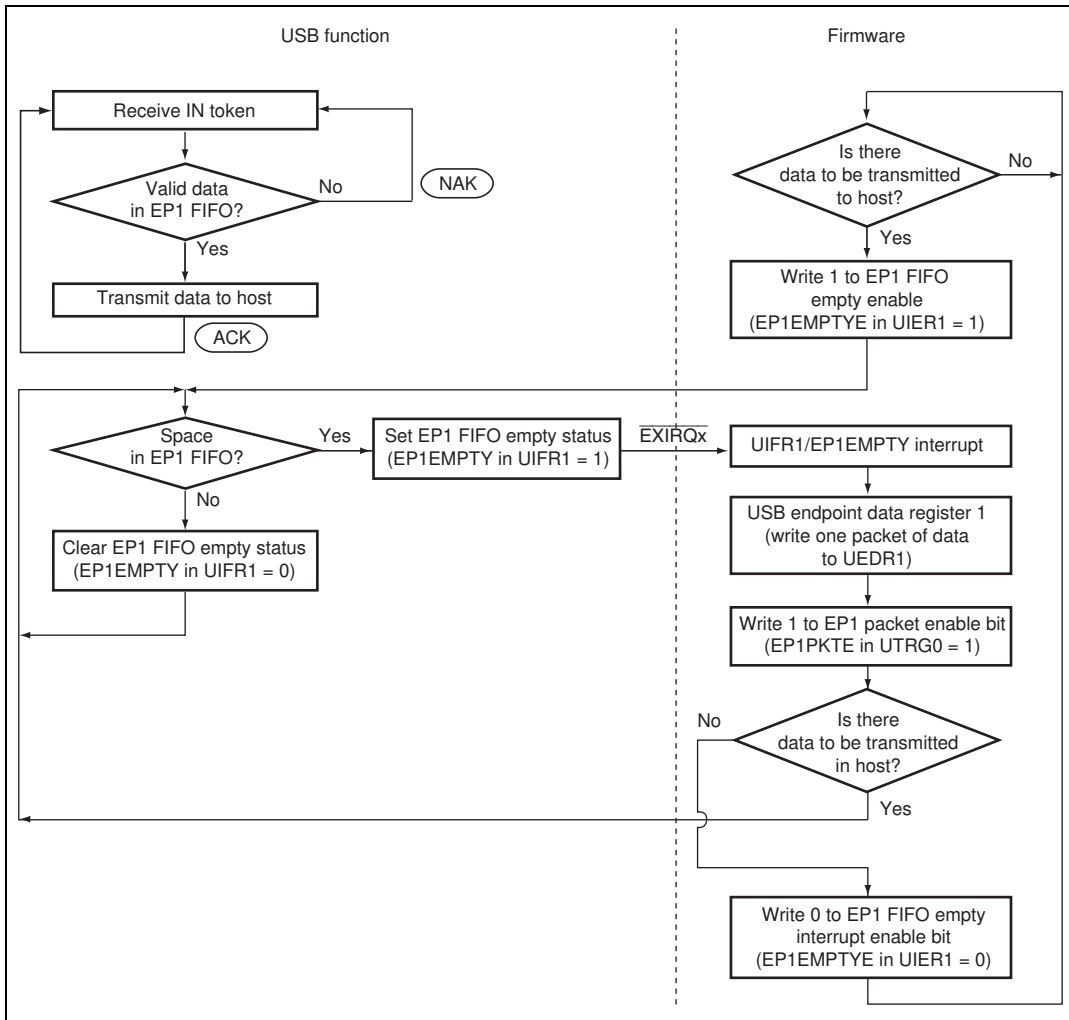 USB function
Firmware
Receive IN token
Valid data
in EP1 FIFO?
No
NAK
Yes
Transmit data to host
ACK
Is there
data to be transmitted
to host?
No
Yes
Write 1 to EP1 FIFO
empty enable
(EP1EMPTYE in UIER1 = 1)
Space
in EP1 FIFO?
Yes
Set EP1 FIFO empty status
(EP1EMPTY in UIFR1 = 1)
EXIRQx
UIFR1/EP1EMPTY interrupt
No
Clear EP1 FIFO empty status
(EP1EMPTY in UIFR1 = 0)
USB endpoint data register 1
(write one packet of data
to UEDR1)
Write 1 to EP1 packet enable bit
(EP1PKTE in UTRG0 = 1)
Is there
data to be transmitted
in host?
No
Yes
Write 0 to EP1 FIFO empty
interrupt enable bit
(EP1EMPTYE in UIER1 = 0)